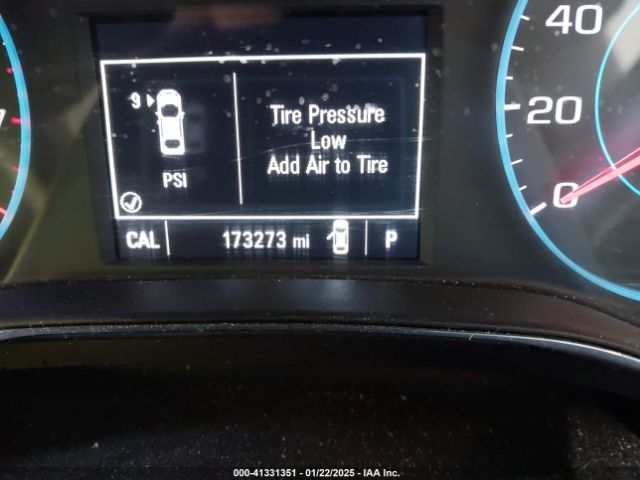 40
20
0
7
9
Tire Pressure
Low
Add Air to Tire
PSI
CAL
173273 mi
P
000-41331351 | 01/22/2025 | IAA Inc.